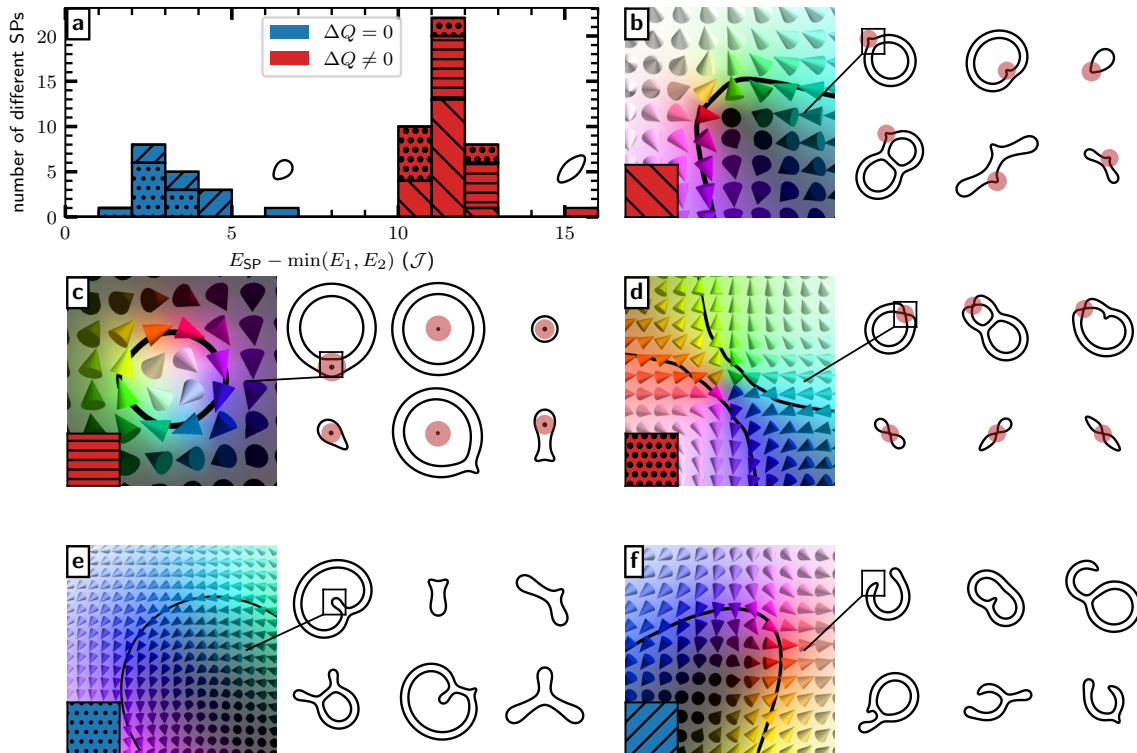 a
number of different SPs
20
15
10
5
0
ΔQ = 0
ΔQ ≠ 0
0
5
10
15
E_SP − min(E_1, E_2) (𝒥)
b
c
d
e
f